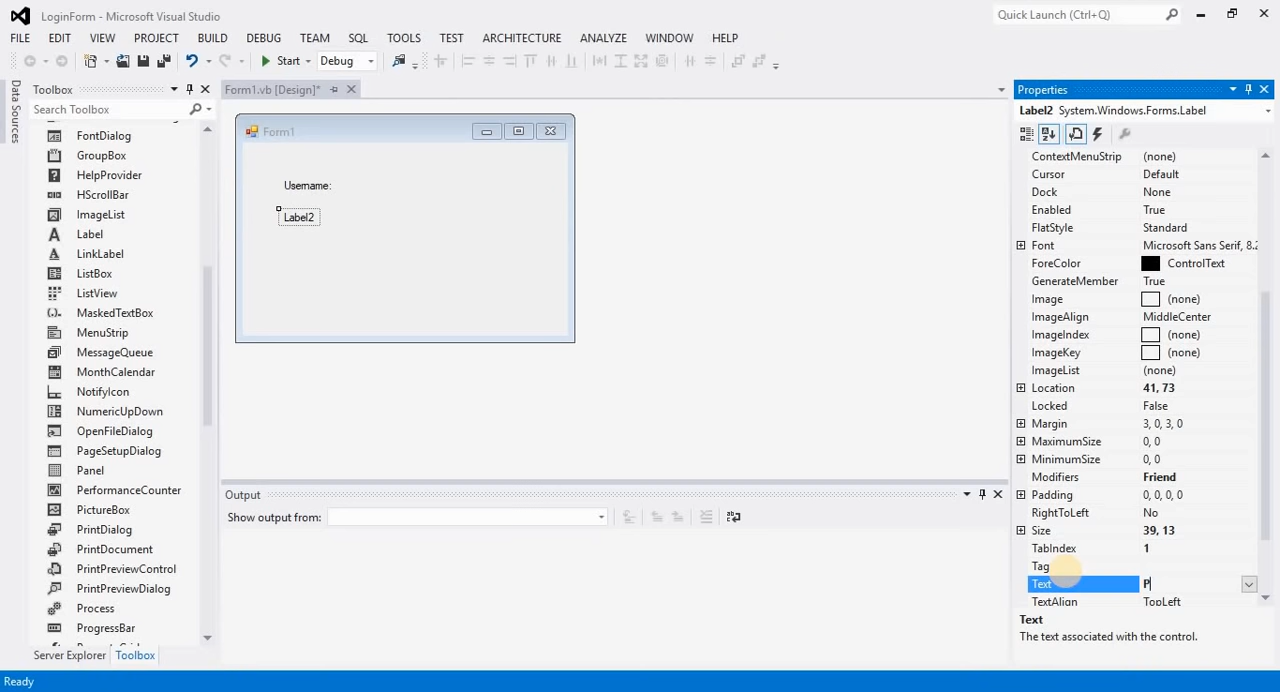 LoginForm - Microsoft Visual Studio
Quick Launch (Ctrl+Q)
FILE EDIT VIEW PROJECT BUILD DEBUG TEAM SQL TOOLS TEST ARCHITECTURE ANALYZE WINDOW HELP
Start Debug
Data Sources
Toolbox
Search Toolbox
FontDialog
GroupBox
HelpProvider
HScrollBar
ImageList
Label
LinkLabel
ListBox
ListView
MaskedTextBox
MenuStrip
MessageQueue
MonthCalendar
NotifyIcon
NumericUpDown
OpenFileDialog
PageSetupDialog
Panel
PerformanceCounter
PictureBox
PrintDialog
PrintDocument
PrintPreviewControl
PrintPreviewDialog
Process
ProgressBar
Server Explorer Toolbox
Form1.vb [Design]*
Form1
Username:
Label2
Output
Show output from:
Properties
Label2 System.Windows.Forms.Label
ContextMenuStrip (none)
Cursor Default
Dock None
Enabled True
FlatStyle Standard
Font Microsoft Sans Serif, 8.2
ForeColor ControlText
GenerateMember True
Image (none)
ImageAlign MiddleCenter
ImageIndex (none)
ImageKey (none)
ImageList (none)
Location 41, 73
Locked False
Margin 3, 0, 3, 0
MaximumSize 0, 0
MinimumSize 0, 0
Modifiers Friend
Padding 0, 0, 0, 0
RightToLeft No
Size 39, 13
TabIndex 1
Tag
Text P
TextAlign TopLeft
Text
The text associated with the control.
Ready